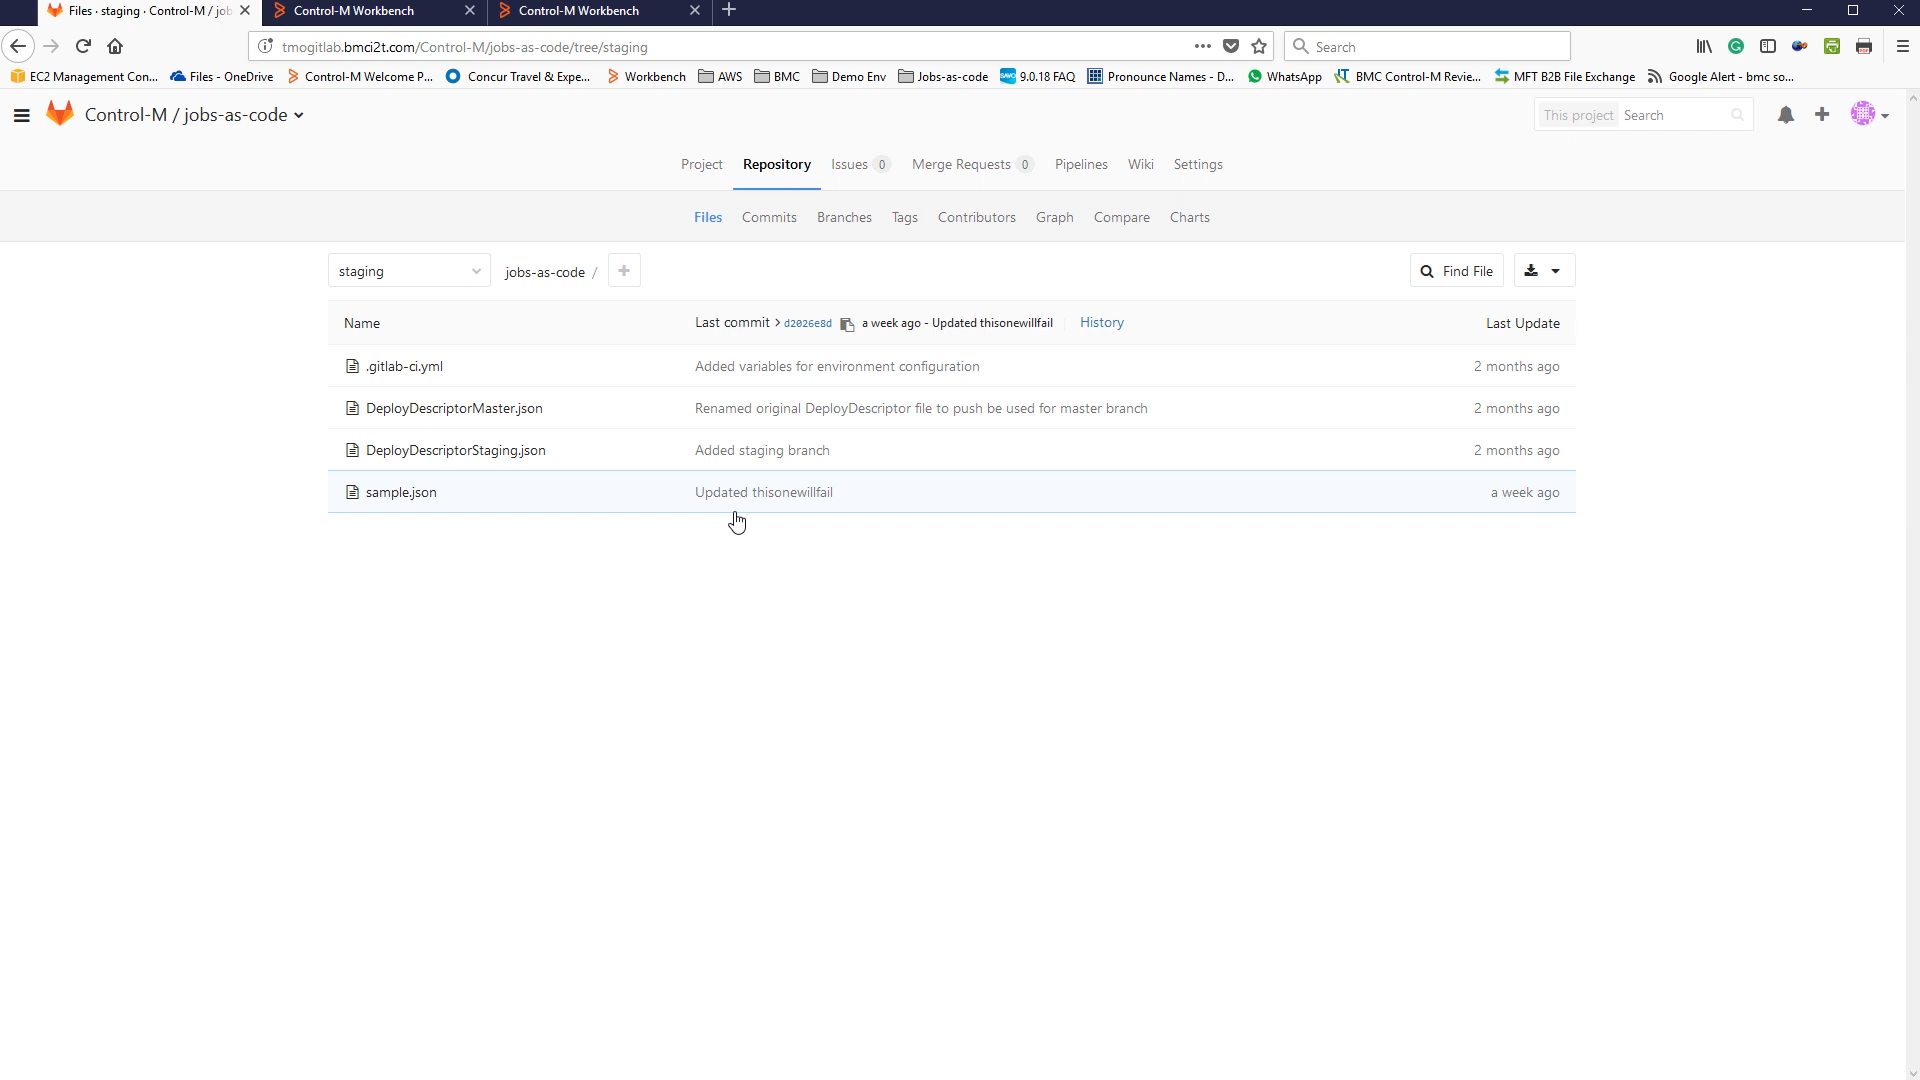 Files · staging · Control-M / job
Control-M Workbench
Control-M Workbench
tmogitlab.bmci2t.com/Control-M/jobs-as-code/tree/staging
Search
EC2 Management Con...
Files - OneDrive
Control-M Welcome P...
Concur Travel & Expe...
Workbench
AWS
BMC
Demo Env
Jobs-as-code
9.0.18 FAQ
Pronounce Names - D...
WhatsApp
BMC Control-M Revie...
MFT B2B File Exchange
Google Alert - bmc so...
Control-M / jobs-as-code
This project Search
Project Repository Issues 0 Merge Requests 0 Pipelines Wiki Settings
Files Commits Branches Tags Contributors Graph Compare Charts
staging jobs-as-code / + Find File
Name Last commit > d2026e8d a week ago - Updated thisonewillfail History Last Update
.gitlab-ci.yml Added variables for environment configuration 2 months ago
DeployDescriptorMaster.json Renamed original DeployDescriptor file to push be used for master branch 2 months ago
DeployDescriptorStaging.json Added staging branch 2 months ago
sample.json Updated thisonewillfail a week ago